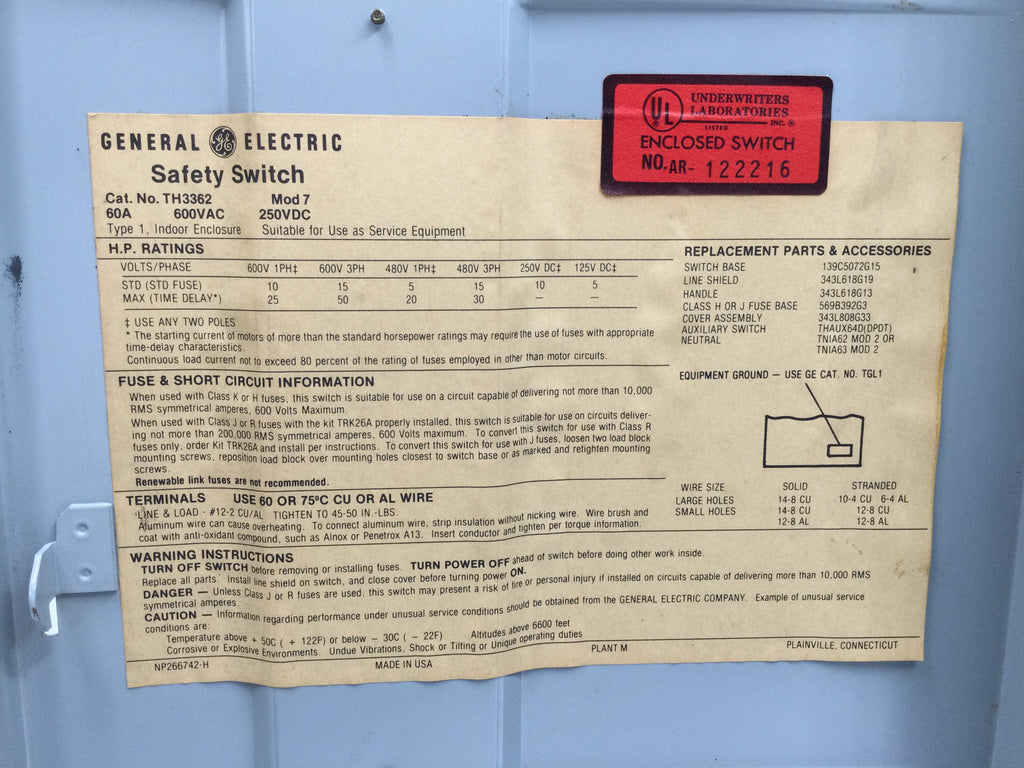 UNDERWRITERS
LABORATORIES
INC. ®
UL ®
LISTED
ENCLOSED SWITCH
NO. AR- 122216
GENERAL GE ELECTRIC
Safety Switch
Cat. No. TH3362 Mod 7
60A 600VAC 250VDC
Type 1, Indoor Enclosure Suitable for Use as Service Equipment
H.P. RATINGS
VOLTS/PHASE 600V 1PH‡ 600V 3PH 480V 1PH‡ 480V 3PH 250V DC‡ 125V DC‡
STD (STD FUSE) 10 15 5 15 10 5
MAX (TIME DELAY*) 25 50 20 30 — —
‡ USE ANY TWO POLES
* The starting current of motors of more than the standard horsepower ratings may require the use of fuses with appropriate
time-delay characteristics.
Continuous load current not to exceed 80 percent of the rating of fuses employed in other than motor circuits.
REPLACEMENT PARTS & ACCESSORIES
SWITCH BASE 139C5072G15
LINE SHIELD 343L618G19
HANDLE 343L618G13
CLASS H OR J FUSE BASE 569B392G3
COVER ASSEMBLY 343L808G33
AUXILIARY SWITCH THAUX64D(DPDT)
NEUTRAL TNIA62 MOD 2 OR
TNIA63 MOD 2
EQUIPMENT GROUND — USE GE CAT. NO. TGL1
WIRE SIZE SOLID STRANDED
LARGE HOLES 14-8 CU 10-4 CU 6-4 AL
SMALL HOLES 14-8 CU 12-8 CU
12-8 AL 12-8 AL
FUSE & SHORT CIRCUIT INFORMATION
When used with Class K or H fuses, this switch is suitable for use on a circuit capable of delivering not more than 10,000
RMS symmetrical amperes, 600 Volts Maximum.
When used with Class J or R fuses with the kit TRK26A properly installed, this switch is suitable for use on circuits deliver-
ing not more than 200,000 RMS symmetrical amperes, 600 Volts maximum. To convert this switch for use with Class R
fuses only, order Kit TRK26A and install per instructions. To convert this switch for use with J fuses, loosen two load block
mounting screws, reposition load block over mounting holes closest to switch base or as marked and retighten mounting
screws.
Renewable link fuses are not recommended.
TERMINALS USE 60 OR 75°C CU OR AL WIRE
LINE & LOAD - #12-2 CU/AL TIGHTEN TO 45-50 IN.-LBS.
Aluminum wire can cause overheating. To connect aluminum wire, strip insulation without nicking wire. Wire brush and
coat with anti-oxidant compound, such as Alnox or Penetrox A13. Insert conductor and tighten per torque information.
WARNING INSTRUCTIONS
TURN OFF SWITCH before removing or installing fuses. TURN POWER OFF ahead of switch before doing other work inside.
Replace all parts. Install line shield on switch, and close cover before turning power ON.
DANGER — Unless Class J or R fuses are used, this switch may present a risk of fire or personal injury if installed on circuits capable of delivering more than 10,000 RMS
symmetrical amperes.
CAUTION — Information regarding performance under unusual service conditions should be obtained from the GENERAL ELECTRIC COMPANY. Example of unusual service
conditions are:
Temperature above + 50C ( + 122F) or below – 30C ( – 22F) Altitudes above 6600 feet
Corrosive or Explosive Environments. Undue Vibrations, Shock or Tilting or Unique operating duties
NP266742-H MADE IN USA PLANT M PLAINVILLE, CONNECTICUT